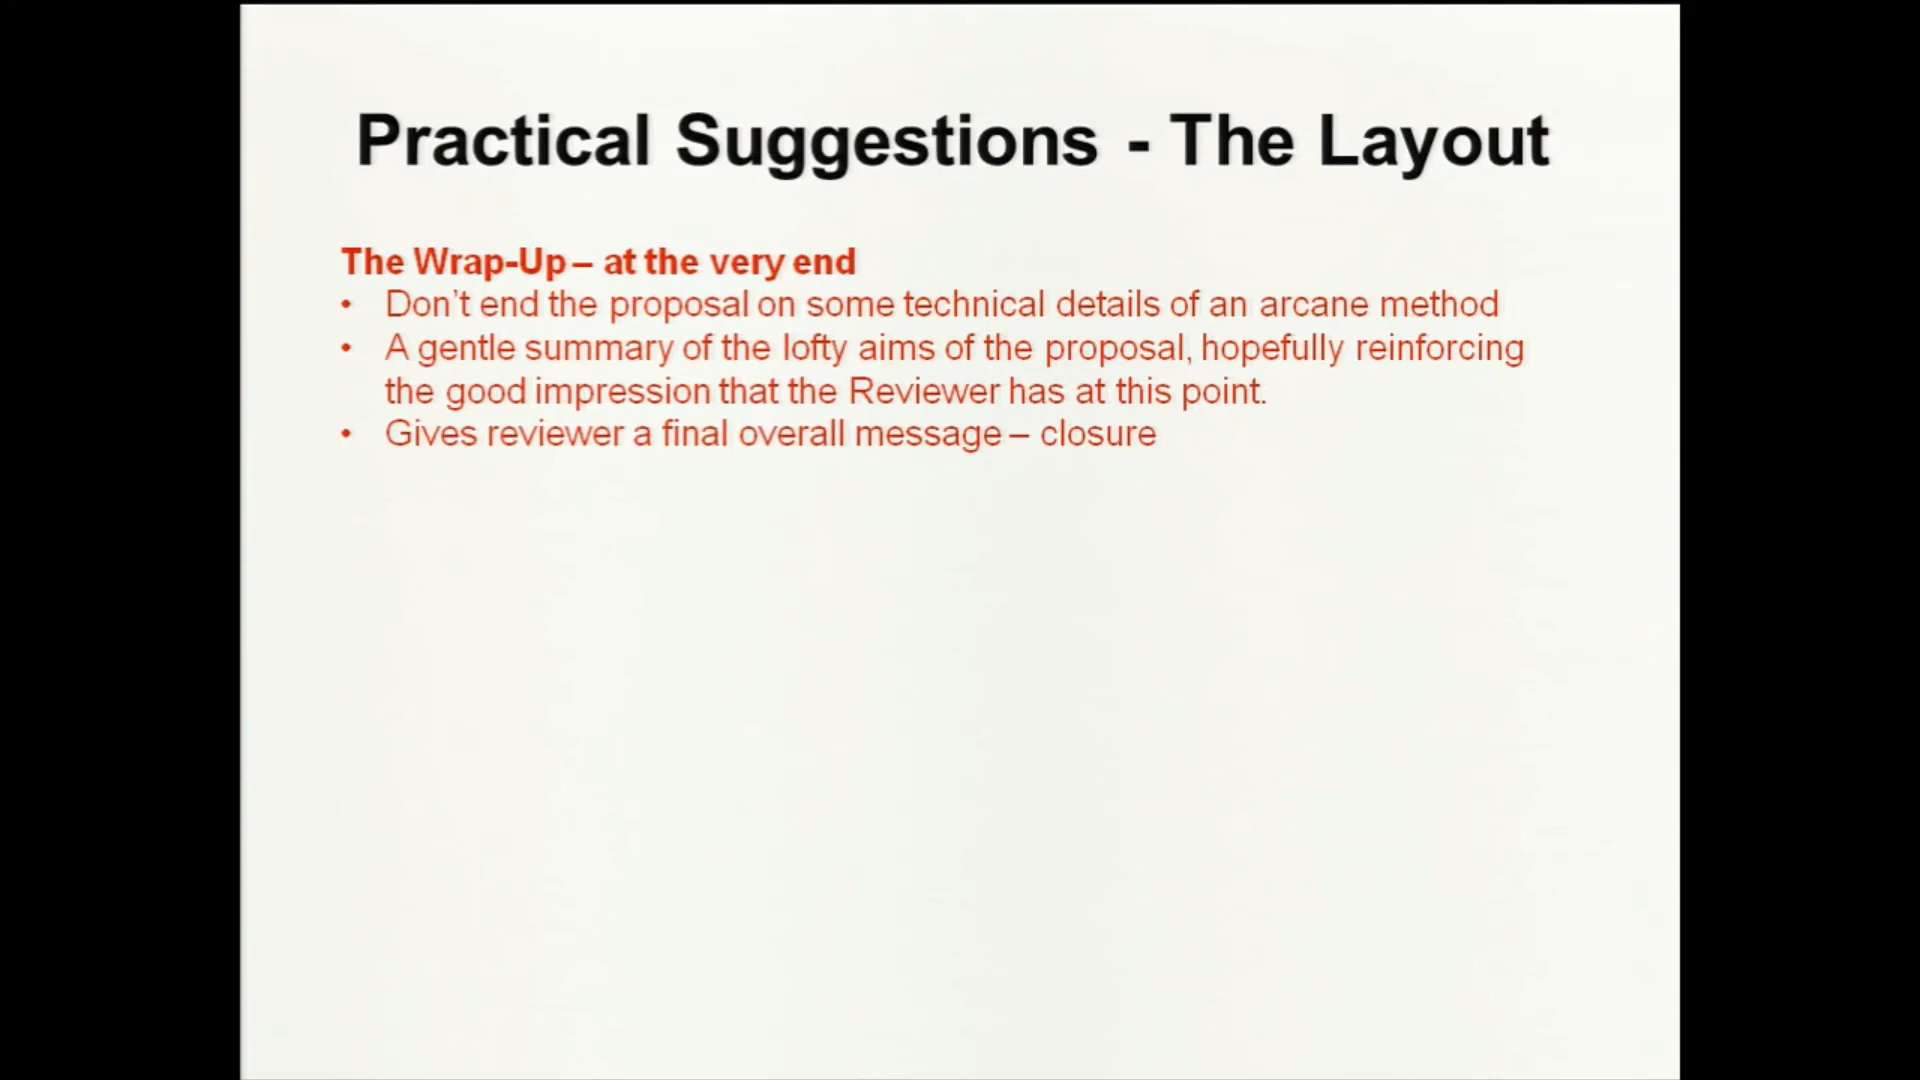 Practical Suggestions - The Layout
The Wrap-Up – at the very end
• Don’t end the proposal on some technical details of an arcane method
• A gentle summary of the lofty aims of the proposal, hopefully reinforcing
the good impression that the Reviewer has at this point.
• Gives reviewer a final overall message – closure